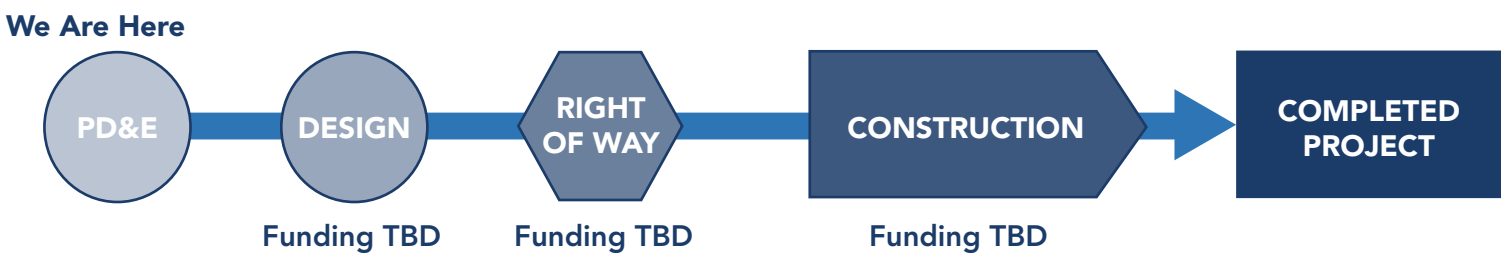 We Are Here
PD&E
DESIGN
RIGHT
OF WAY
CONSTRUCTION
COMPLETED
PROJECT
Funding TBD
Funding TBD
Funding TBD